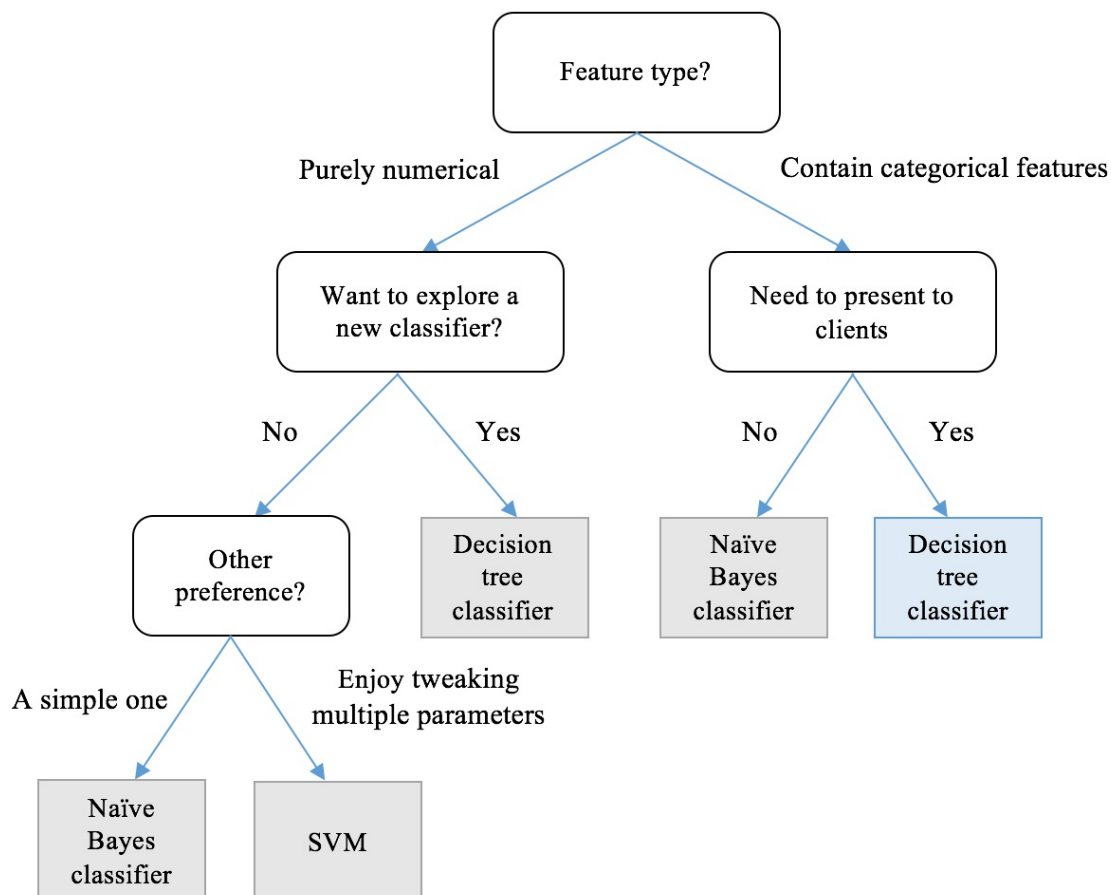 Feature type?
Purely numerical
Contain categorical features
Want to explore a
new classifier?
Need to present to
clients
No
Yes
No
Yes
Other
preference?
Decision
tree
classifier
Naïve
Bayes
classifier
Decision
tree
classifier
A simple one
Enjoy tweaking
multiple parameters
Naïve
Bayes
classifier
SVM